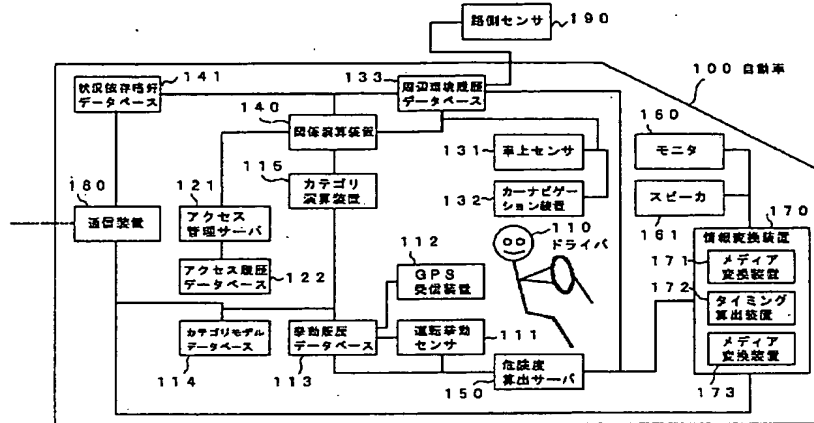 路側センサ
190
141
状況依存嗜好
データベース
133
周辺環境履歴
データベース
100 自動車
140
関係演算装置
160
モニタ
131
車上センサ
115
カテゴリ
演算装置
180
通信装置
121
アクセス
管理サーバ
132
カーナビゲー
ション装置
スピーカ
161
170
情報変換装置
110
ドライバ
171
メディア
変換装置
112
GPS
受信装置
アクセス履歴
データベース
122
172
タイミング
算出装置
カテゴリモデル
データベース
114
挙動履歴
データベース
113
運転挙動
センサ
111
危険度
算出サーバ
150
メディア
変換装置
173